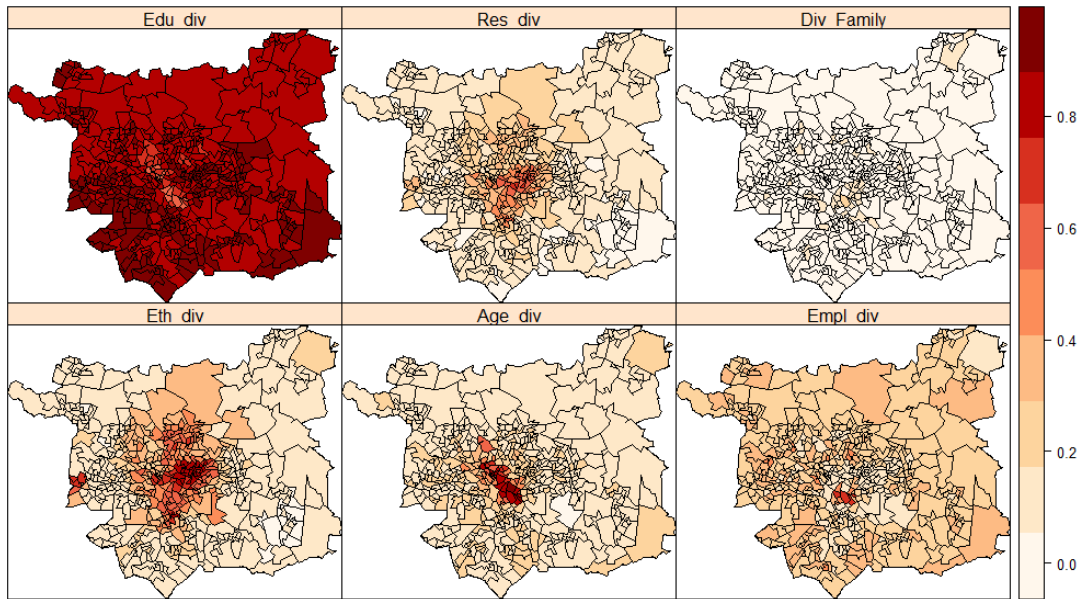 Edu_div
Res_div
Div_Family
Eth_div
Age_div
Empl_div
0.8
0.6
0.4
0.2
0.0